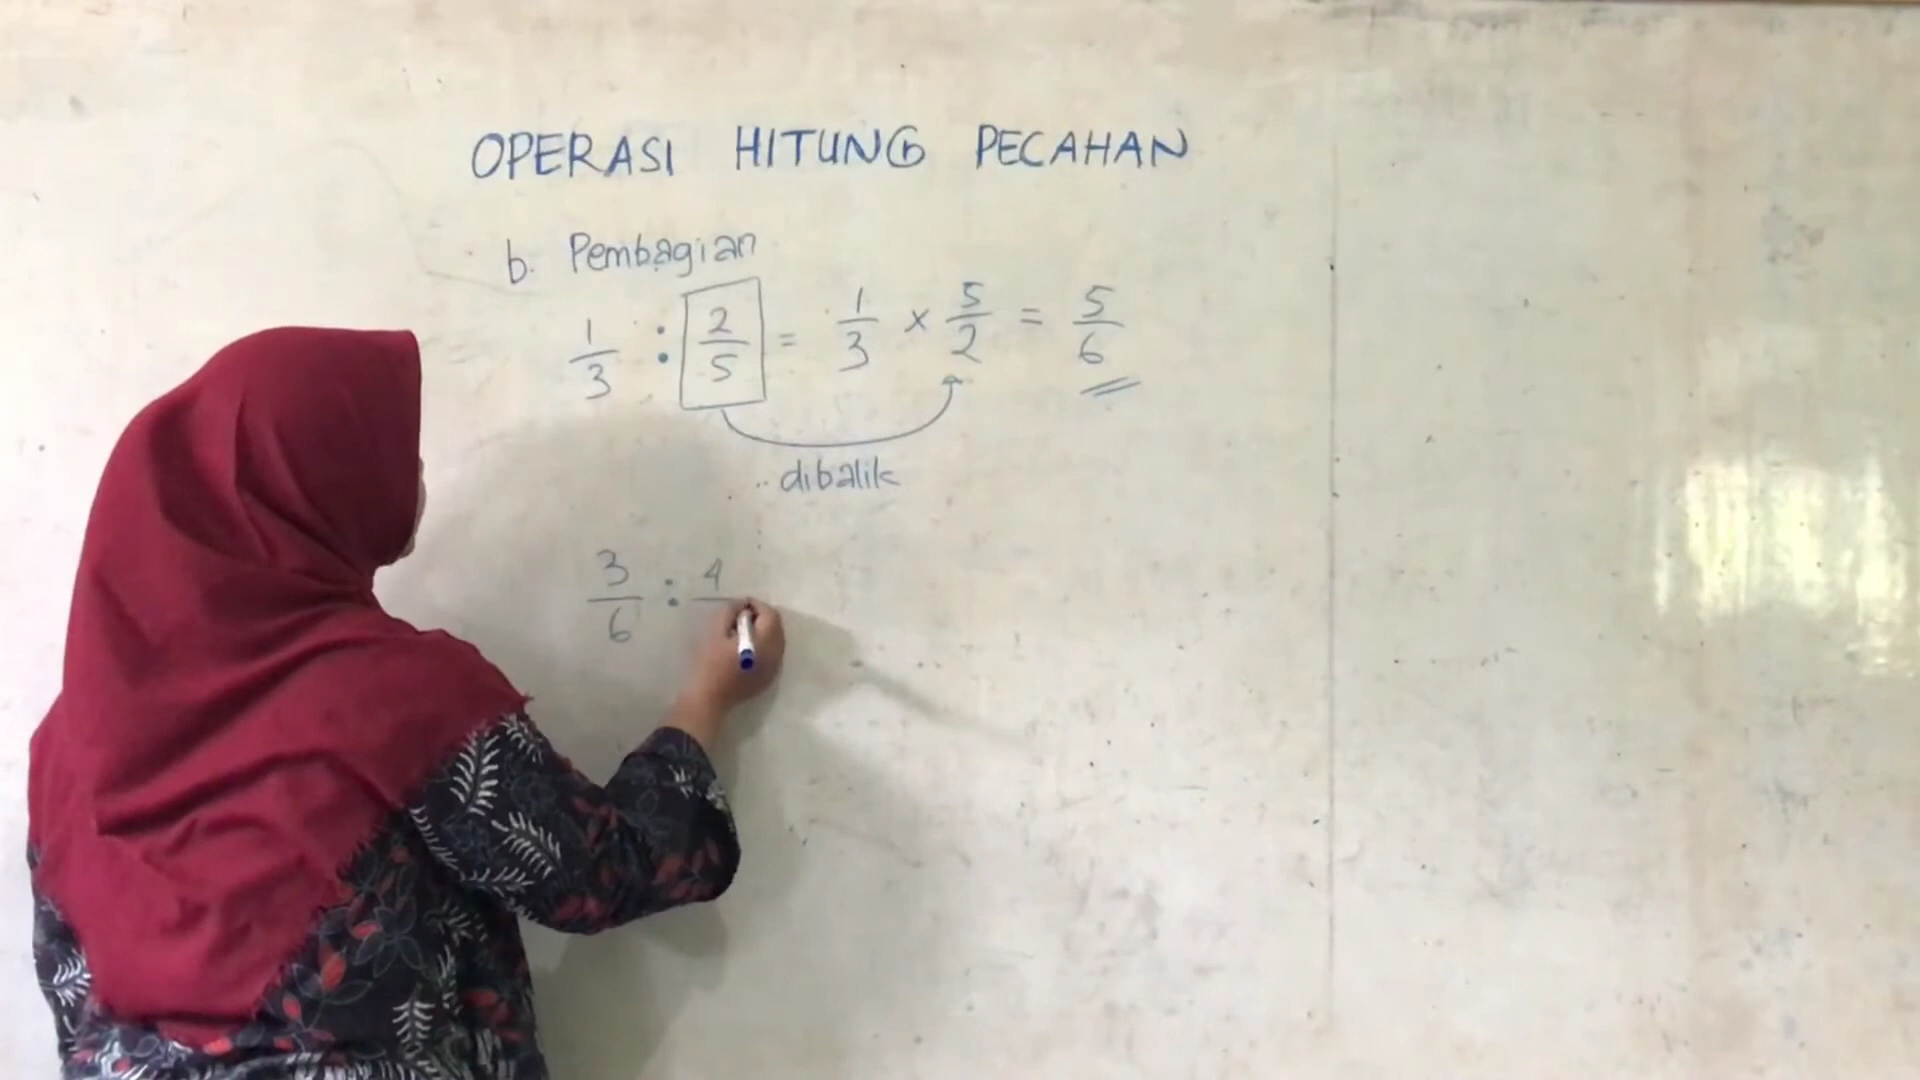 OPERASI HITUNG PECAHAN
b. Pembagian
1/3 : 2/5 = 1/3 × 5/2 = 5/6
dibalik
3/6 : 4/